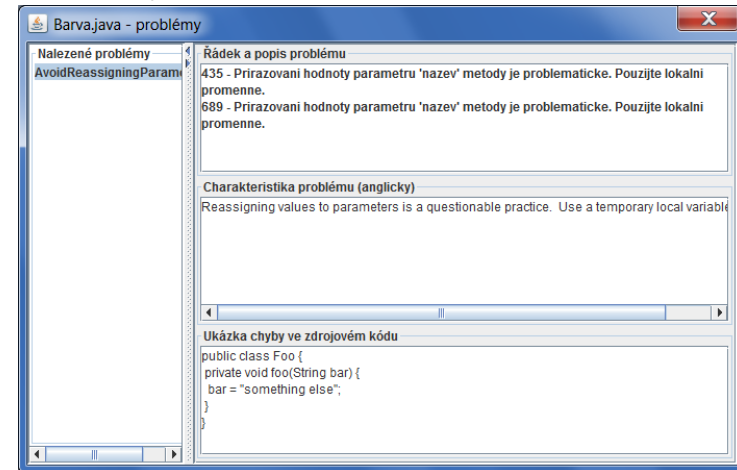 Barva.java - problémy
Nalezené problémy
AvoidReassigningParame
Řádek a popis problému
435 - Prirazovani hodnoty parametru 'nazev' metody je problematicke. Pouzijte lokalni
promenne.
689 - Prirazovani hodnoty parametru 'nazev' metody je problematicke. Pouzijte lokalni
promenne.
Charakteristika problému (anglicky)
Reassigning values to parameters is a questionable practice.  Use a temporary local variable
Ukázka chyby ve zdrojovém kódu
public class Foo {
 private void foo(String bar) {
  bar = "something else";
 }
}